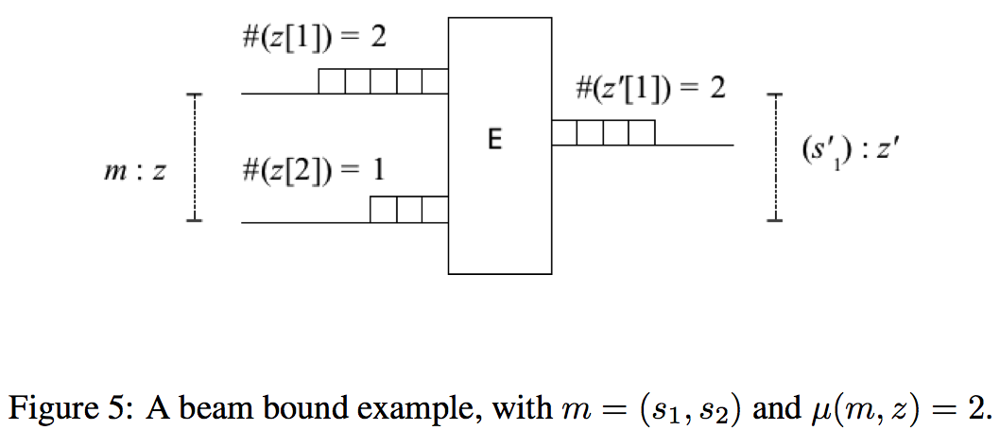 #(z[1]) = 2
#(z'[1]) = 2
E
(s'₁) : z'
m : z
#(z[2]) = 1
Figure 5: A beam bound example, with m = (s₁, s₂) and μ(m, z) = 2.